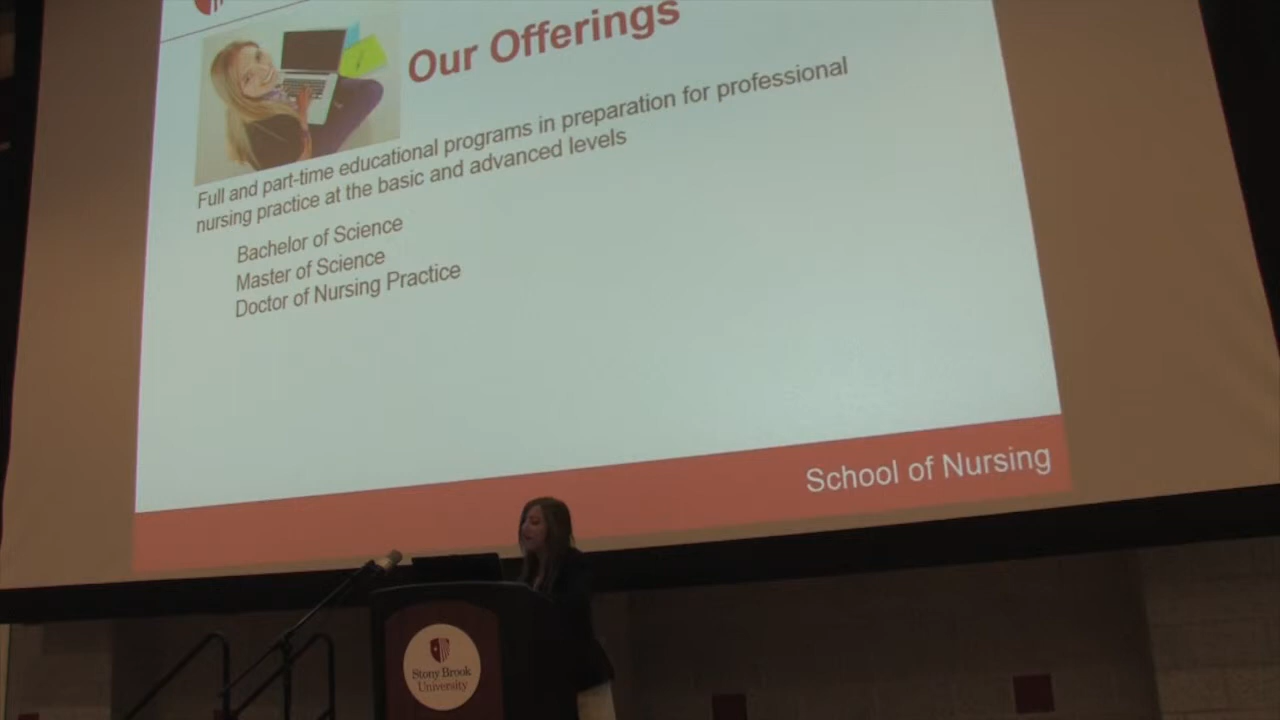 Our Offerings
Full and part-time educational programs in preparation for professional
nursing practice at the basic and advanced levels
Bachelor of Science
Master of Science
Doctor of Nursing Practice
School of Nursing
Stony Brook
University